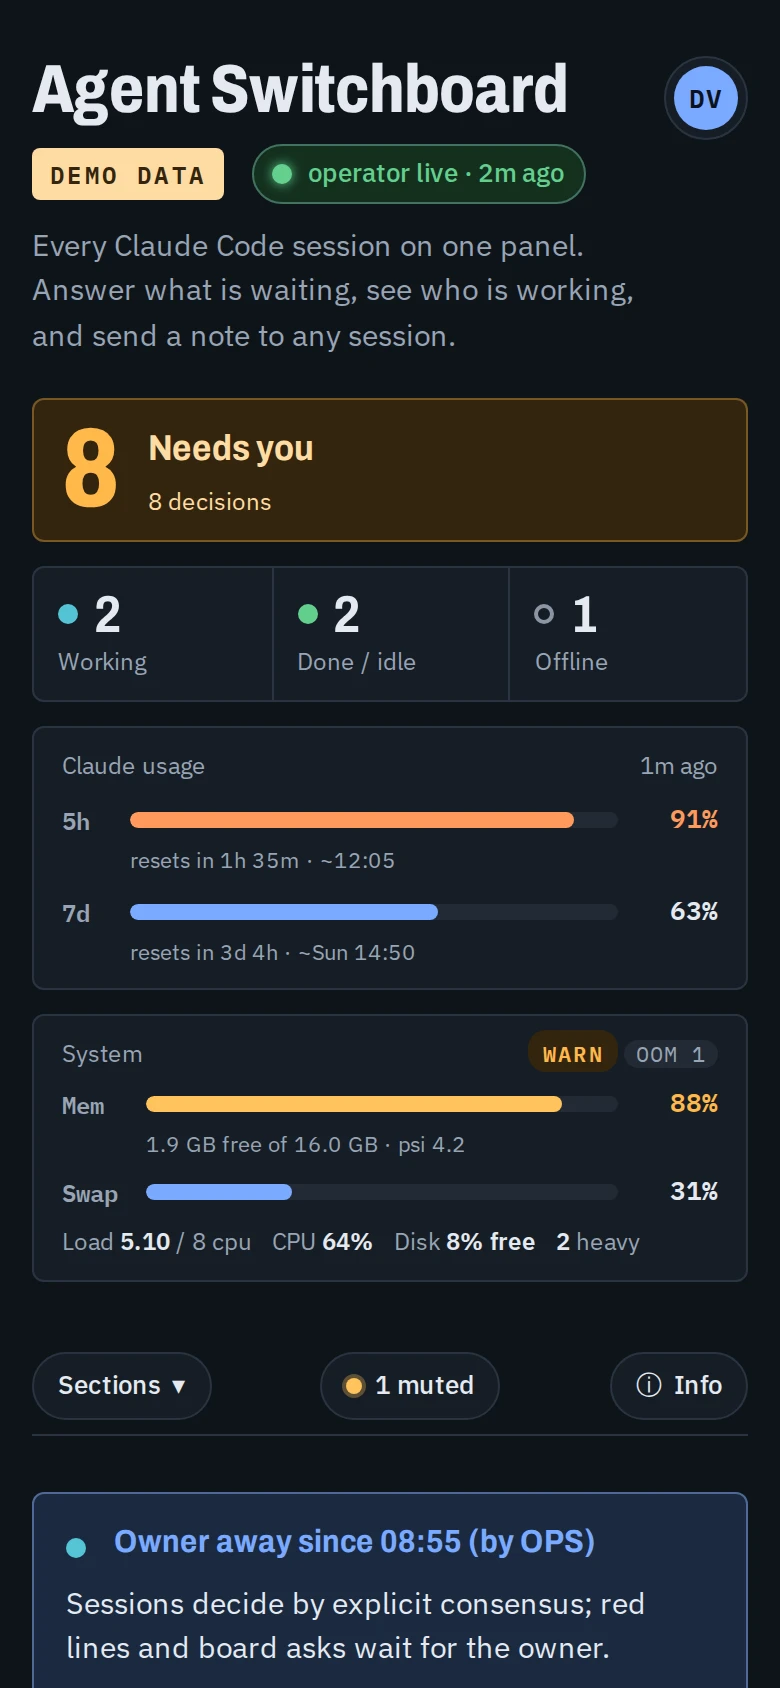 Agent Switchboard
DV
DEMO DATA
operator live · 2m ago
Every Claude Code session on one panel.
Answer what is waiting, see who is working,
and send a note to any session.
8
Needs you
8 decisions
2
Working
2
Done / idle
1
Offline
Claude usage 1m ago
5h 91%
resets in 1h 35m · ~12:05
7d 63%
resets in 3d 4h · ~Sun 14:50
System WARN OOM 1
Mem 88%
1.9 GB free of 16.0 GB · psi 4.2
Swap 31%
Load 5.10 / 8 cpu CPU 64% Disk 8% free 2 heavy
Sections ▾ 1 muted ⓘ Info
Owner away since 08:55 (by OPS)
Sessions decide by explicit consensus; red
lines and board asks wait for the owner.